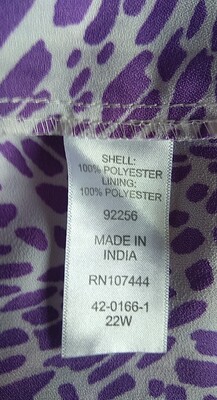 SHELL:
100% POLYESTER
LINING:
100% POLYESTER
92256
MADE IN
INDIA
RN107444
42-0166-1
22W